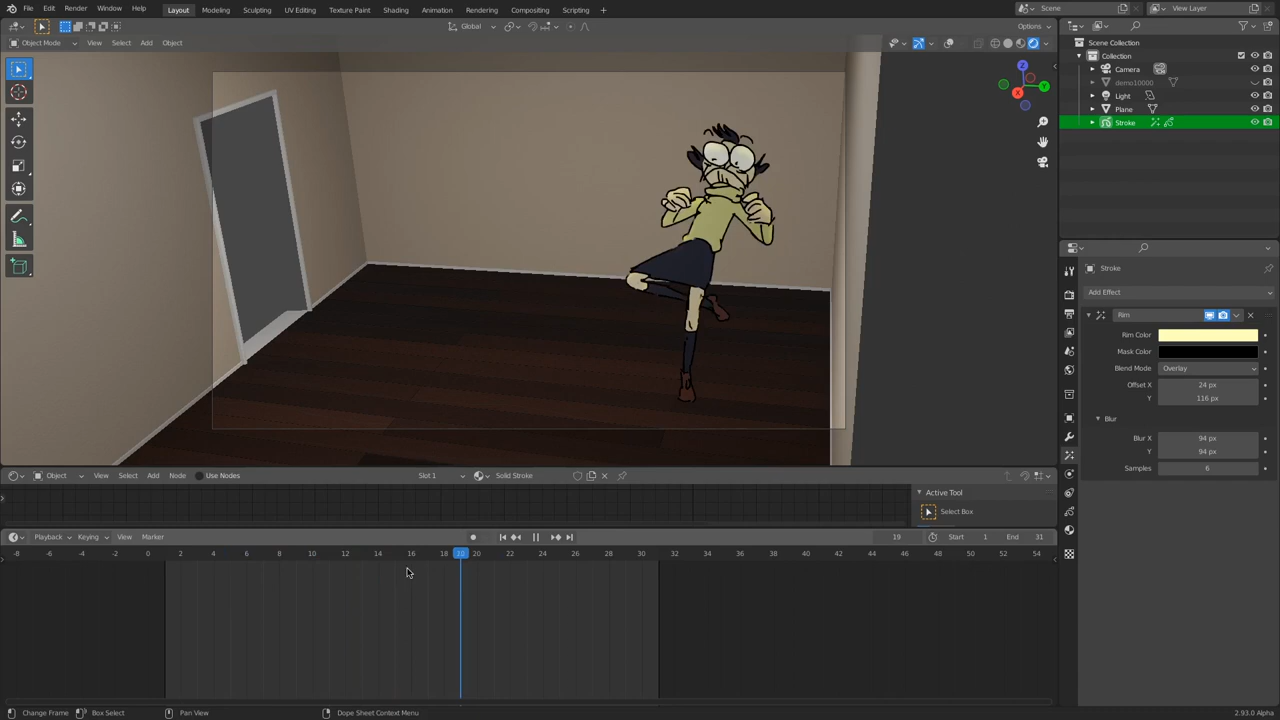 File Edit Render Window Help Layout Modeling Sculpting UV Editing Texture Paint Shading Animation Rendering Compositing Scripting + Scene View Layer
Global Options
Object Mode View Select Add Object
Scene Collection
Collection
Camera
demo10000
Light
Plane
Stroke
Z
Y
X
Stroke
Add Effect
Rim
Rim Color
Mask Color
Blend Mode Overlay
Offset X 24 px
Y 116 px
Blur
Blur X 94 px
Y 94 px
Samples 6
Object View Select Add Node Use Nodes Slot 1 Solid Stroke
Active Tool
Select Box
Playback Keying View Marker 19 Start 1 End 31
-8 -6 -4 -2 0 2 4 6 8 10 12 14 16 18 20 22 24 26 28 30 32 34 36 38 40 42 44 46 48 50 52 54
Change Frame Box Select Pan View Dope Sheet Context Menu 2.93.0 Alpha